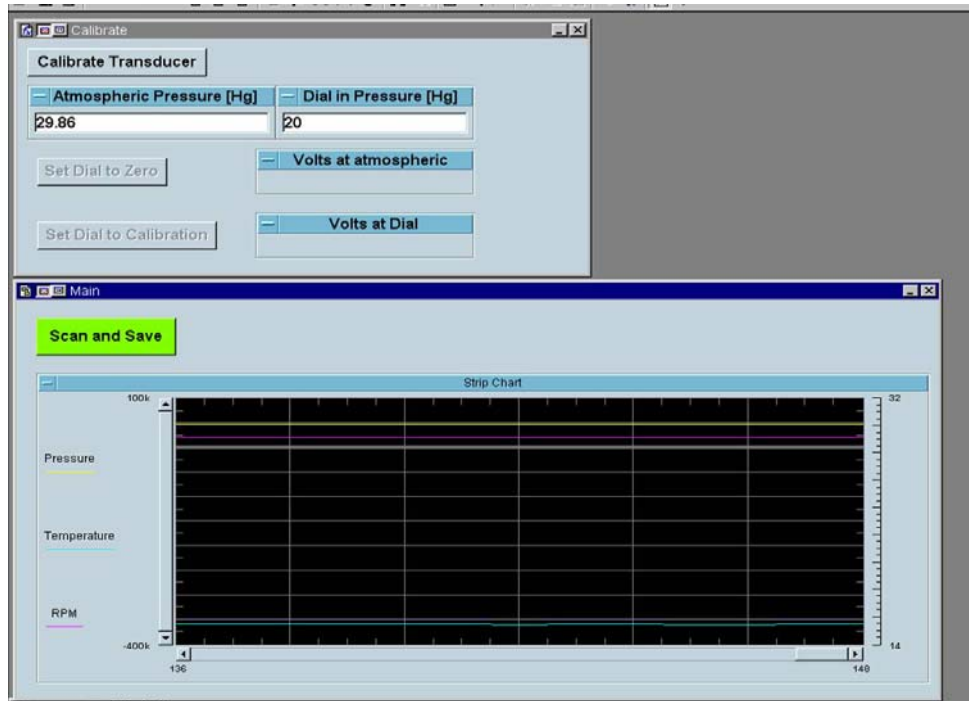 Calibrate
Calibrate Transducer
Atmospheric Pressure [Hg] Dial in Pressure [Hg]
29.86 20
Set Dial to Zero Volts at atmospheric
Set Dial to Calibration Volts at Dial
Main
Scan and Save
Strip Chart
100k 32
Pressure
Temperature
RPM
-400k 14
136 148